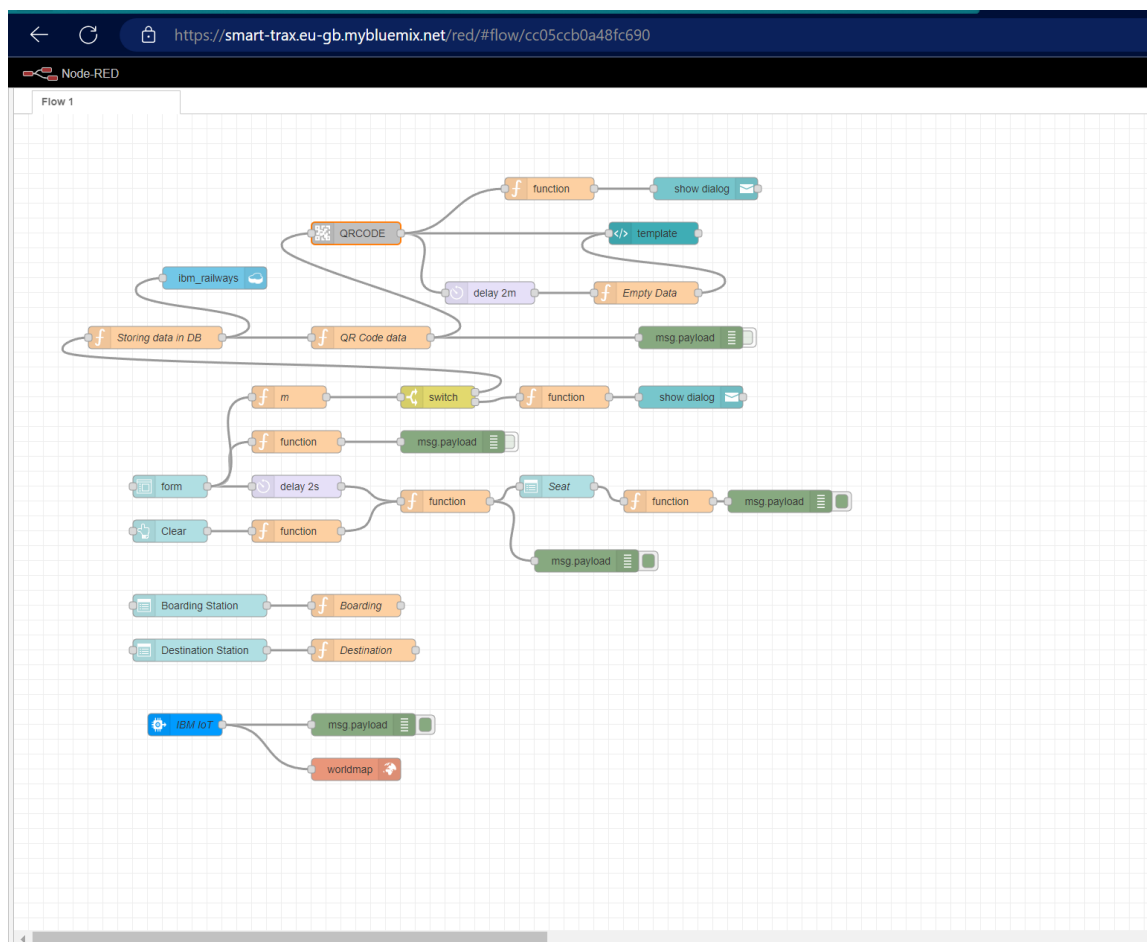 https://smart-trax.eu-gb.mybluemix.net/red/#flow/cc05ccb0a48fc690
Node-RED
Flow 1
function
show dialog
QRCODE
template
ibm_railways
delay 2m
Empty Data
Storing data in DB
QR Code data
msg.payload
m
switch
function
show dialog
function
msg.payload
form
delay 2s
function
Seat
function
msg.payload
Clear
function
msg.payload
Boarding Station
Boarding
Destination Station
Destination
IBM IoT
msg.payload
worldmap